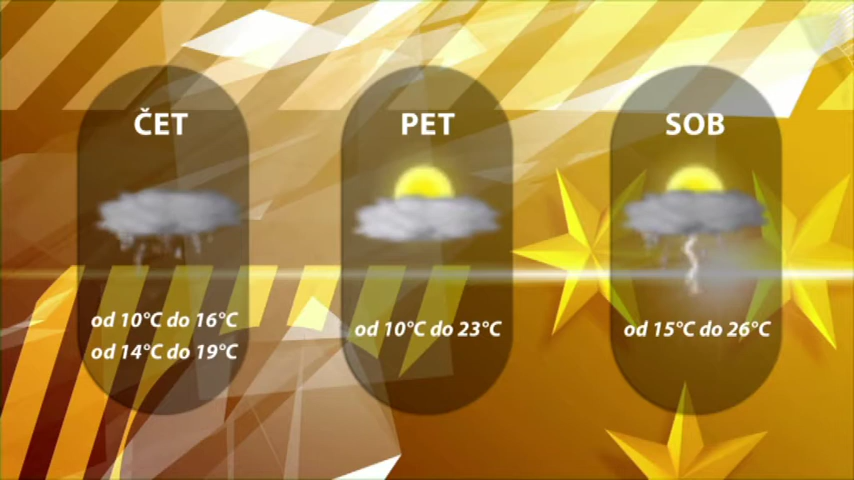 ČET
od 10°C do 16°C
od 14°C do 19°C
PET
od 10°C do 23°C
SOB
od 15°C do 26°C